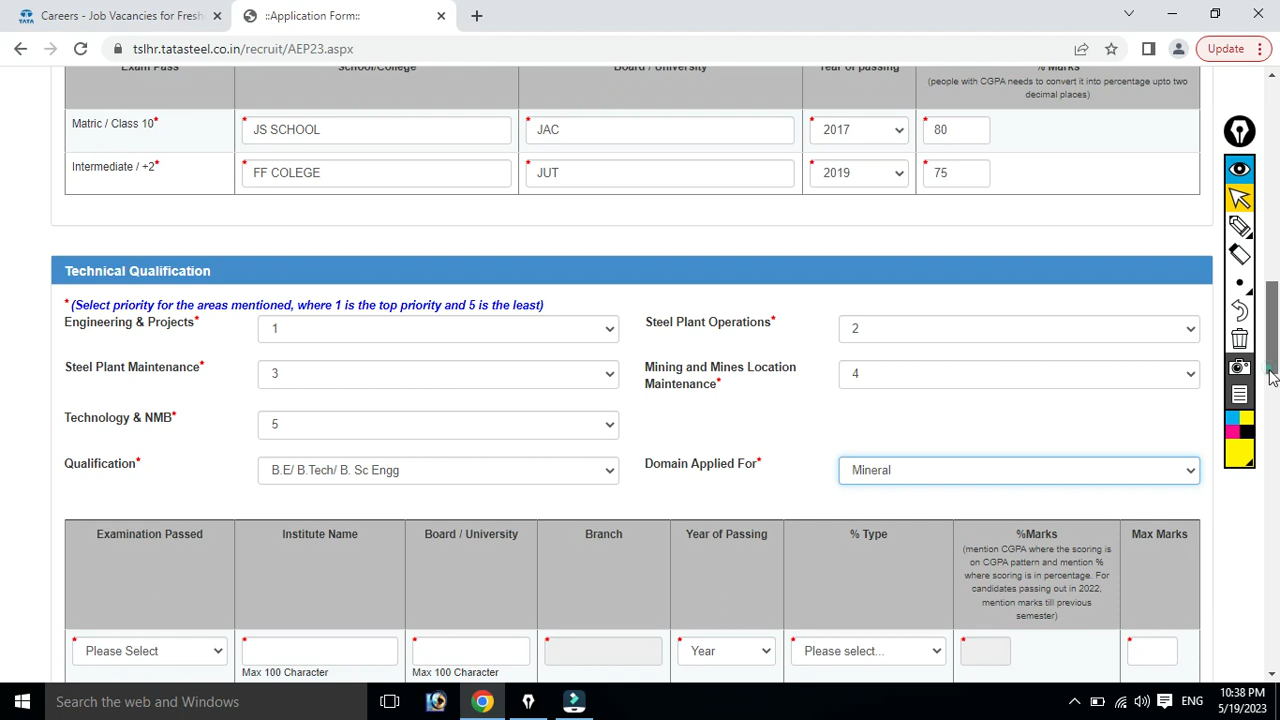 TATA
Careers - Job Vacancies for Fresh
::Application Form::
tslhr.tatasteel.co.in/recruit/AEP23.aspx
Update
Exam Pass School/College Board / University Year of passing % Marks
(people with CGPA needs to convert it into percentage upto two
decimal places)
Matric / Class 10* * JS SCHOOL * JAC * 2017 * 80
Intermediate / +2* * FF COLEGE * JUT * 2019 * 75
Technical Qualification
* (Select priority for the areas mentioned, where 1 is the top priority and 5 is the least)
Engineering & Projects* 1 Steel Plant Operations* 2
Steel Plant Maintenance* 3 Mining and Mines Location
Maintenance* 4
Technology & NMB* 5
Qualification* B.E/ B.Tech/ B. Sc Engg Domain Applied For* Mineral
Examination Passed Institute Name Board / University Branch Year of Passing % Type %Marks Max Marks
(mention CGPA where the scoring is
on CGPA pattern and mention %
where scoring is in percentage. For
candidates passing out in 2022,
mention marks till previous
semester)
* Please Select * * * * Year * Please select... * *
Max 100 Character Max 100 Character
Search the web and Windows
ENG
10:38 PM
5/19/2023